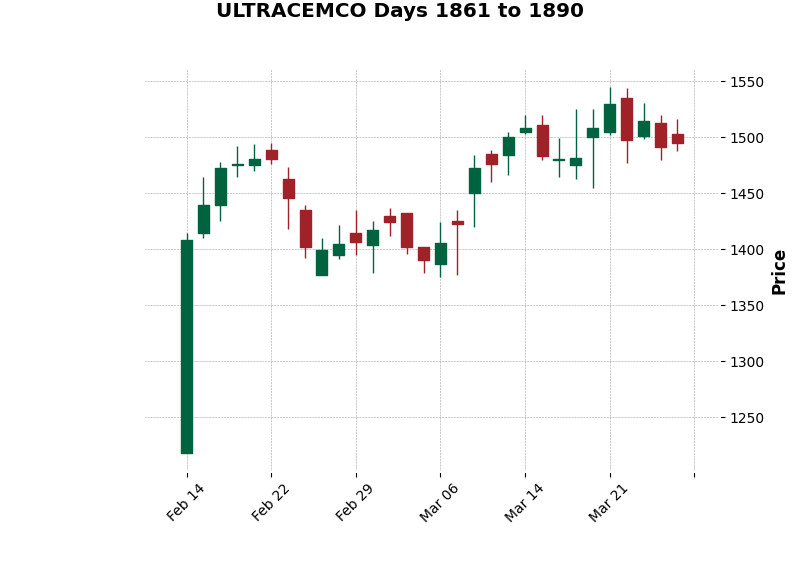 ULTRACEMCO Days 1861 to 1890
1550
1500
1450
1400
1350
1300
1250
Price
Feb 14
Feb 22
Feb 29
Mar 06
Mar 14
Mar 21